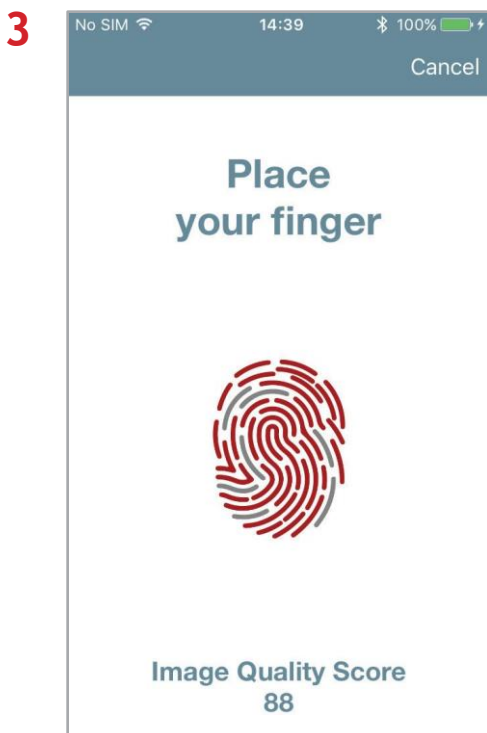 3
No SIM 14:39 100%
Cancel
Place
your finger
Image Quality Score
88